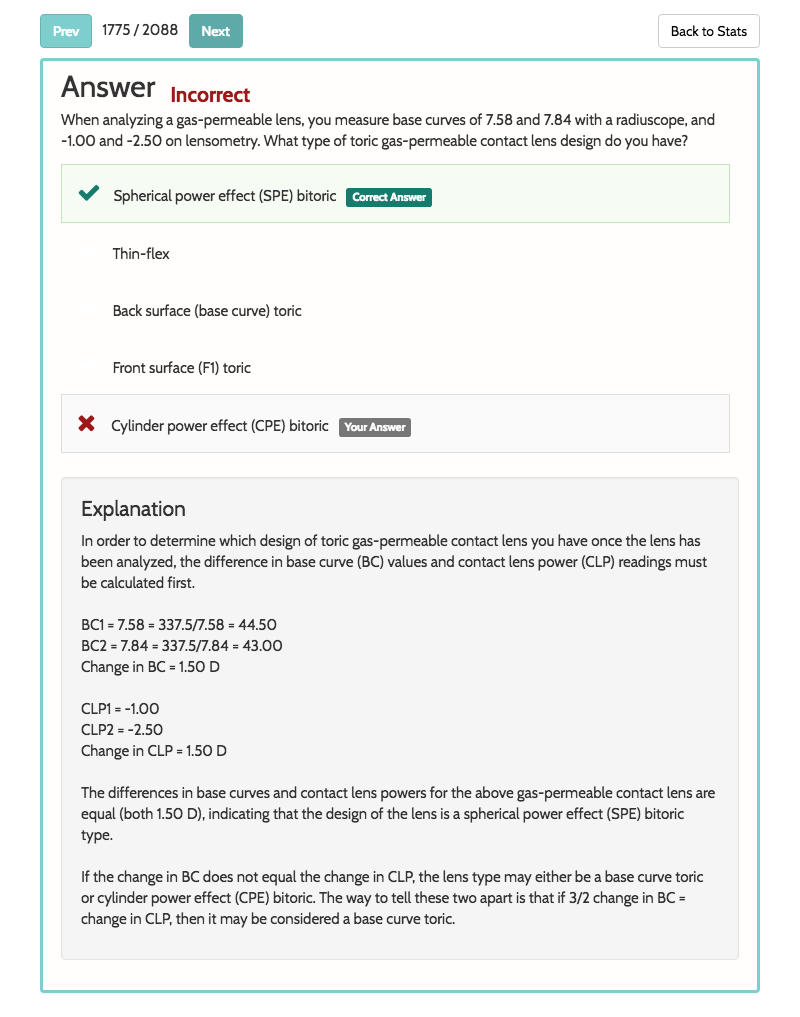 Prev 1775 / 2088 Next Back to Stats
Answer Incorrect
When analyzing a gas-permeable lens, you measure base curves of 7.58 and 7.84 with a radiuscope, and
-1.00 and -2.50 on lensometry. What type of toric gas-permeable contact lens design do you have?
Spherical power effect (SPE) bitoric Correct Answer
Thin-flex
Back surface (base curve) toric
Front surface (F1) toric
Cylinder power effect (CPE) bitoric Your Answer
Explanation
In order to determine which design of toric gas-permeable contact lens you have once the lens has
been analyzed, the difference in base curve (BC) values and contact lens power (CLP) readings must
be calculated first.
BC1 = 7.58 = 337.5/7.58 = 44.50
BC2 = 7.84 = 337.5/7.84 = 43.00
Change in BC = 1.50 D
CLP1 = -1.00
CLP2 = -2.50
Change in CLP = 1.50 D
The differences in base curves and contact lens powers for the above gas-permeable contact lens are
equal (both 1.50 D), indicating that the design of the lens is a spherical power effect (SPE) bitoric
type.
If the change in BC does not equal the change in CLP, the lens type may either be a base curve toric
or cylinder power effect (CPE) bitoric. The way to tell these two apart is that if 3/2 change in BC =
change in CLP, then it may be considered a base curve toric.